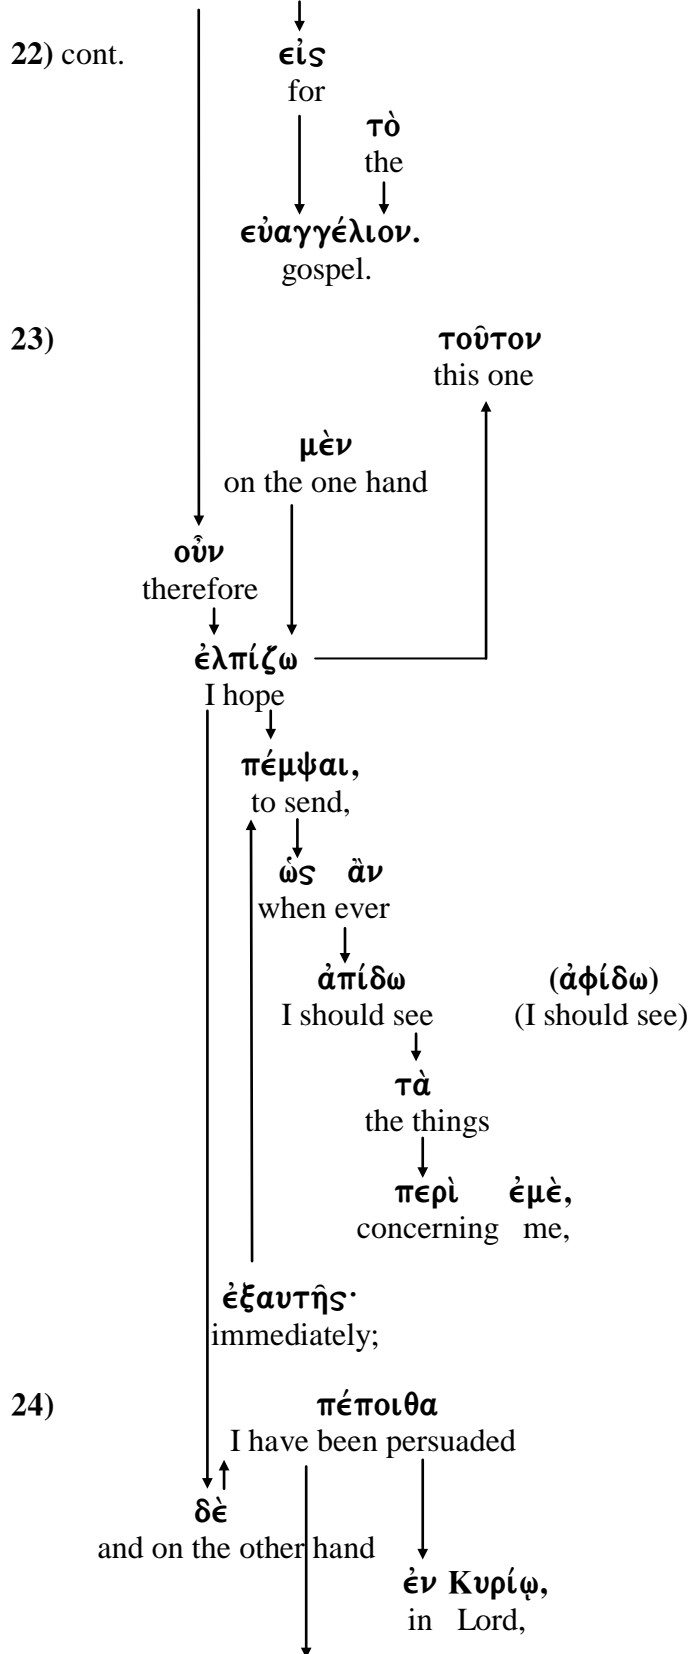 22) cont. εἰς
for
τὸ
the
εὐαγγέλιον.
gospel.
23) τοῦτον
this one
μὲν
on the one hand
οὖν
therefore
ἐλπίζω
I hope
πέμψαι,
to send,
ὡς ἂν
when ever
ἀπίδω (ἀφίδω)
I should see (I should see)
τὰ
the things
περὶ ἐμὲ,
concerning me,
ἐξαυτῆς·
immediately;
24) πέποιθα
I have been persuaded
δὲ
and on the other hand
ἐν Κυρίῳ,
in Lord,